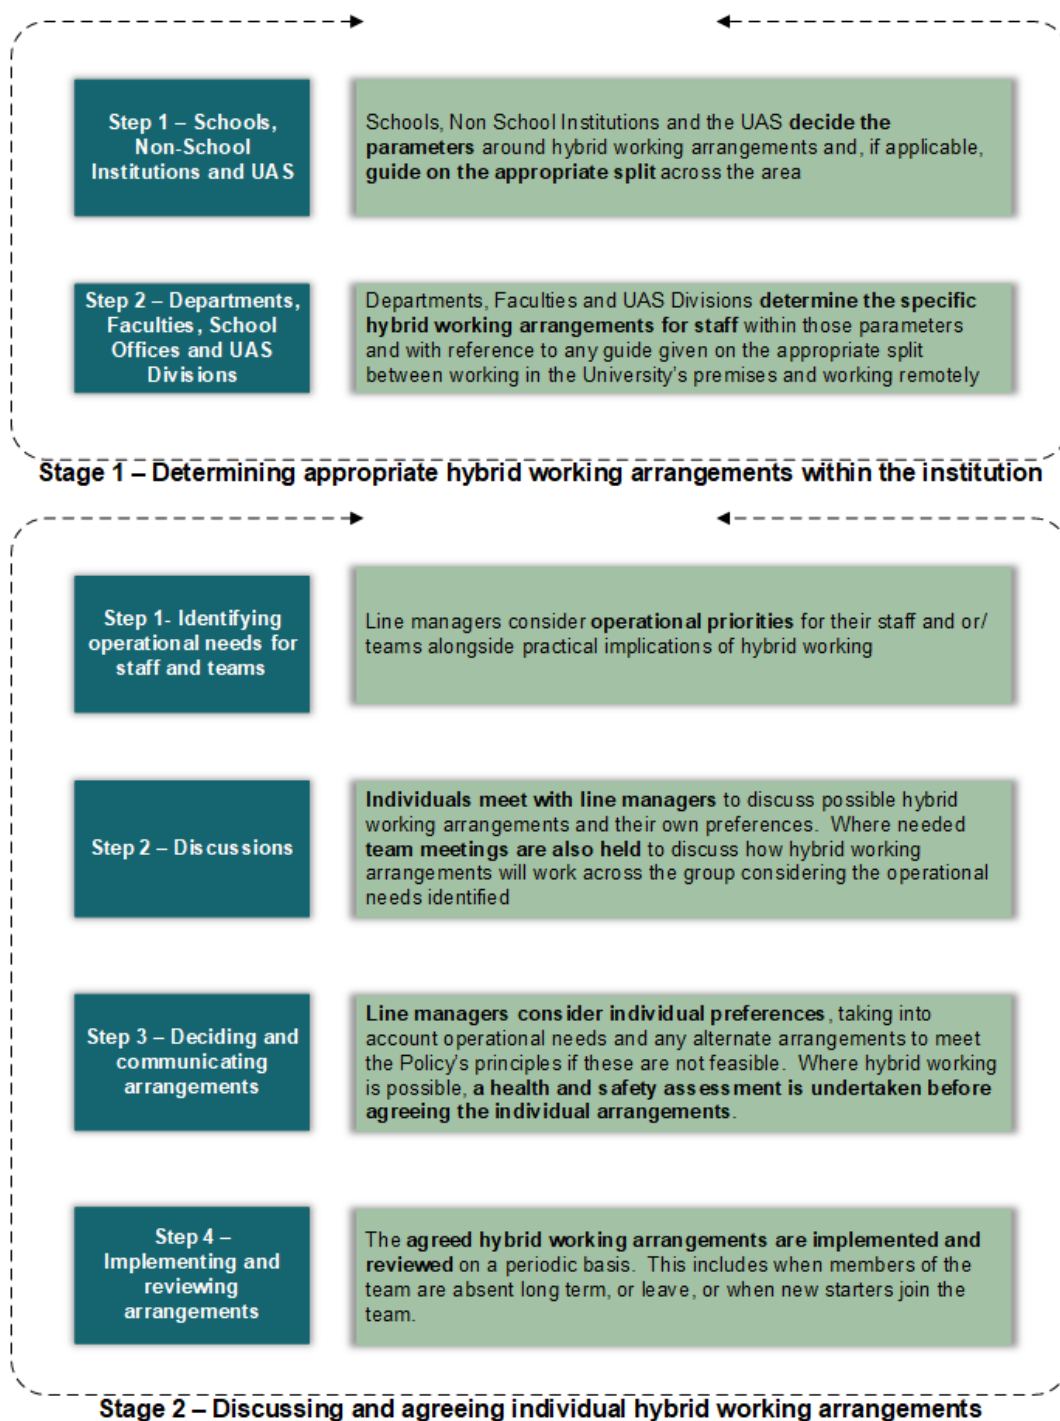 Step 1 – Schools,
Non-School
Institutions and UAS
Schools, Non School Institutions and the UAS decide the
parameters around hybrid working arrangements and, if applicable,
guide on the appropriate split across the area
Step 2 – Departments,
Faculties, School
Offices and UAS
Divisions
Departments, Faculties and UAS Divisions determine the specific
hybrid working arrangements for staff within those parameters
and with reference to any guide given on the appropriate split
between working in the University's premises and working remotely
Stage 1 – Determining appropriate hybrid working arrangements within the institution
Step 1- Identifying
operational needs for
staff and teams
Line managers consider operational priorities for their staff and or/
teams alongside practical implications of hybrid working
Step 2 – Discussions
Individuals meet with line managers to discuss possible hybrid
working arrangements and their own preferences. Where needed
team meetings are also held to discuss how hybrid working
arrangements will work across the group considering the operational
needs identified
Step 3 – Deciding and
communicating
arrangements
Line managers consider individual preferences, taking into
account operational needs and any alternate arrangements to meet
the Policy's principles if these are not feasible. Where hybrid working
is possible, a health and safety assessment is undertaken before
agreeing the individual arrangements.
Step 4 –
Implementing and
reviewing
arrangements
The agreed hybrid working arrangements are implemented and
reviewed on a periodic basis. This includes when members of the
team are absent long term, or leave, or when new starters join the
team.
Stage 2 – Discussing and agreeing individual hybrid working arrangements